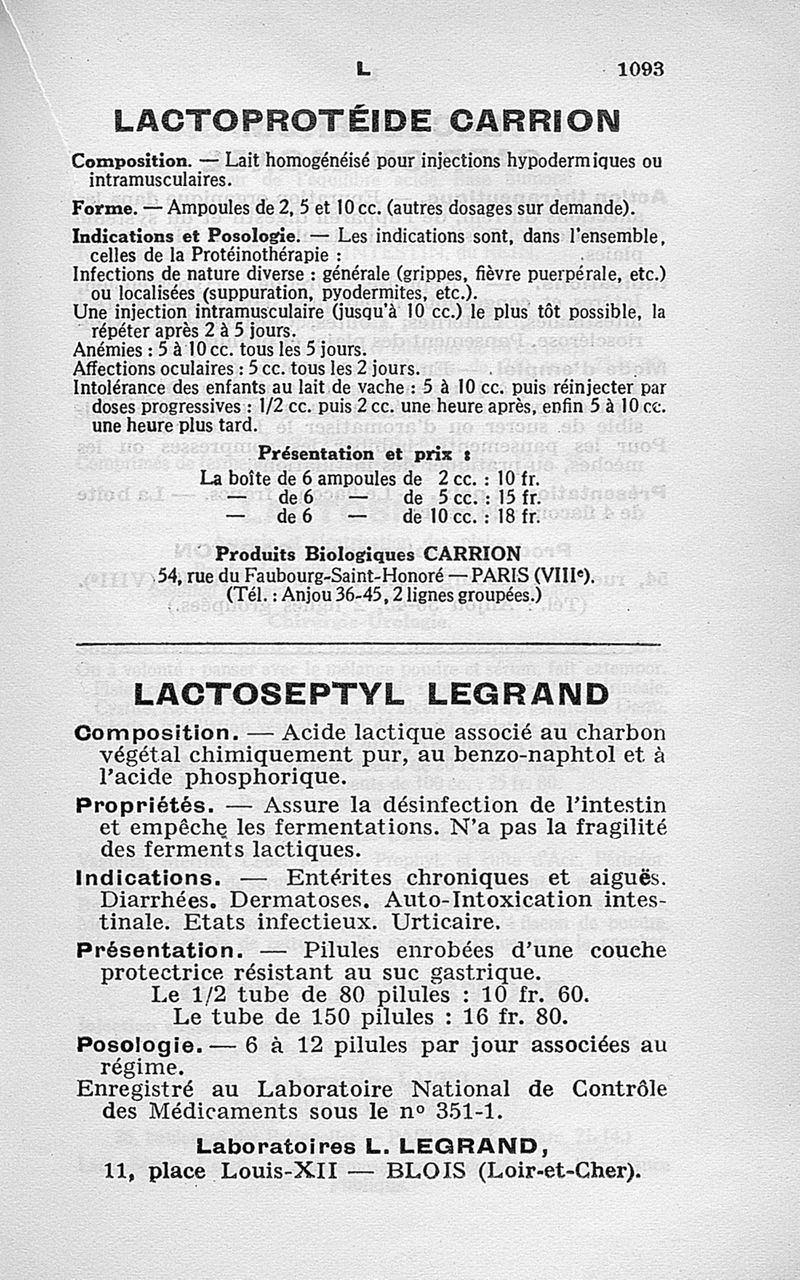 L 1093
LACTOPROTÉIDE CARRION
Composition. — Lait homogénéisé pour injections hypodermiques ou
intramusculaires.
Forme. — Ampoules de 2, 5 et 10 cc. (autres dosages sur demande).
Indications et Posologie. — Les indications sont, dans l'ensemble,
celles de la Protéinothérapie :
Infections de nature diverse : générale (grippes, fièvre puerpérale, etc.)
ou localisées (suppuration, pyodermites, etc.).
Une injection intramusculaire (jusqu'à 10 cc.) le plus tôt possible, la
répéter après 2 à 5 jours.
Anémies : 5 à 10 cc. tous les 5 jours.
Affections oculaires : 5 cc. tous les 2 jours.
Intolérance des enfants au lait de vache : 5 à 10 cc. puis réinjecter par
doses progressives : 1/2 cc. puis 2 cc. une heure après, enfin 5 à 10 cc.
une heure plus tard.
Présentation et prix :
La boîte de 6 ampoules de 2 cc. : 10 fr.
— de 6 — de 5 cc. : 15 fr.
— de 6 — de 10 cc. : 18 fr.
Produits Biologiques CARRION
54, rue du Faubourg-Saint-Honoré — PARIS (VIIIe).
(Tél. : Anjou 36-45, 2 lignes groupées.)
LACTOSEPTYL LEGRAND
Composition. — Acide lactique associé au charbon
végétal chimiquement pur, au benzo-naphtol et à
l'acide phosphorique.
Propriétés. — Assure la désinfection de l'intestin
et empêche les fermentations. N'a pas la fragilité
des ferments lactiques.
Indications. — Entérites chroniques et aiguës.
Diarrhées. Dermatoses. Auto-Intoxication intes-
tinale. Etats infectieux. Urticaire.
Présentation. — Pilules enrobées d'une couche
protectrice résistant au suc gastrique.
Le 1/2 tube de 80 pilules : 10 fr. 60.
Le tube de 150 pilules : 16 fr. 80.
Posologie. — 6 à 12 pilules par jour associées au
régime.
Enregistré au Laboratoire National de Contrôle
des Médicaments sous le nº 351-1.
Laboratoires L. LEGRAND,
11, place Louis-XII — BLOIS (Loir-et-Cher).